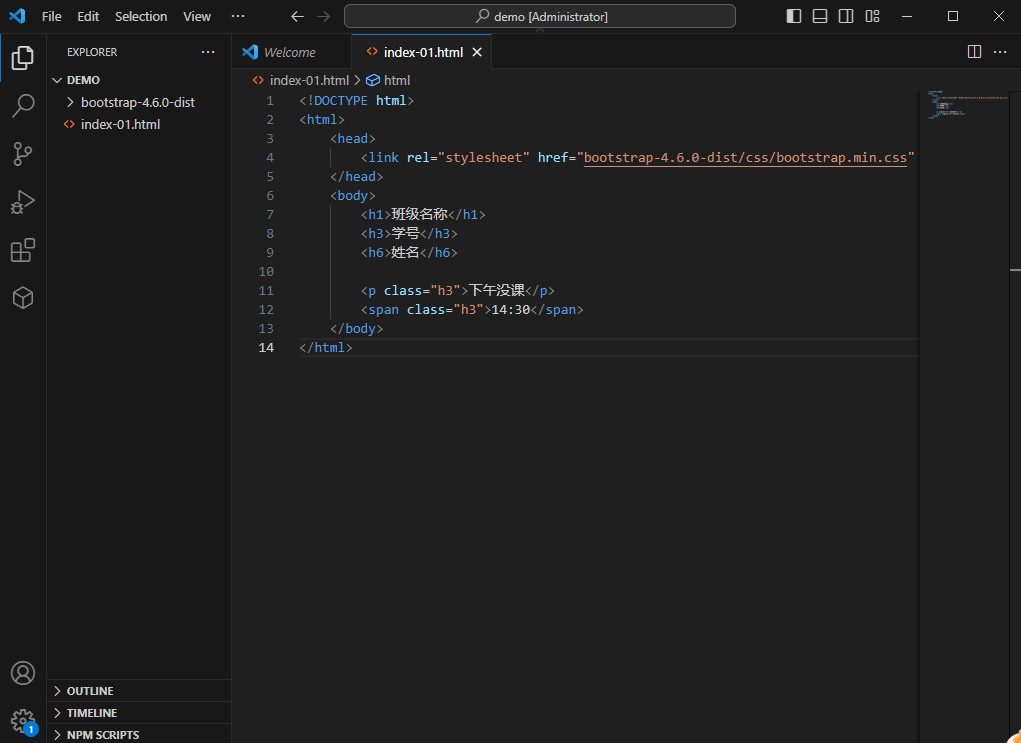 File Edit Selection View ··· demo [Administrator]
EXPLORER ···
Welcome index-01.html
DEMO
bootstrap-4.6.0-dist
index-01.html
index-01.html > html
1 <!DOCTYPE html>
2 <html>
3 <head>
4 <link rel="stylesheet" href="bootstrap-4.6.0-dist/css/bootstrap.min.css"
5 </head>
6 <body>
7 <h1>班级名称</h1>
8 <h3>学号</h3>
9 <h6>姓名</h6>
10
11 <p class="h3">下午没课</p>
12 <span class="h3">14:30</span>
13 </body>
14 </html>
OUTLINE
TIMELINE
NPM SCRIPTS
1